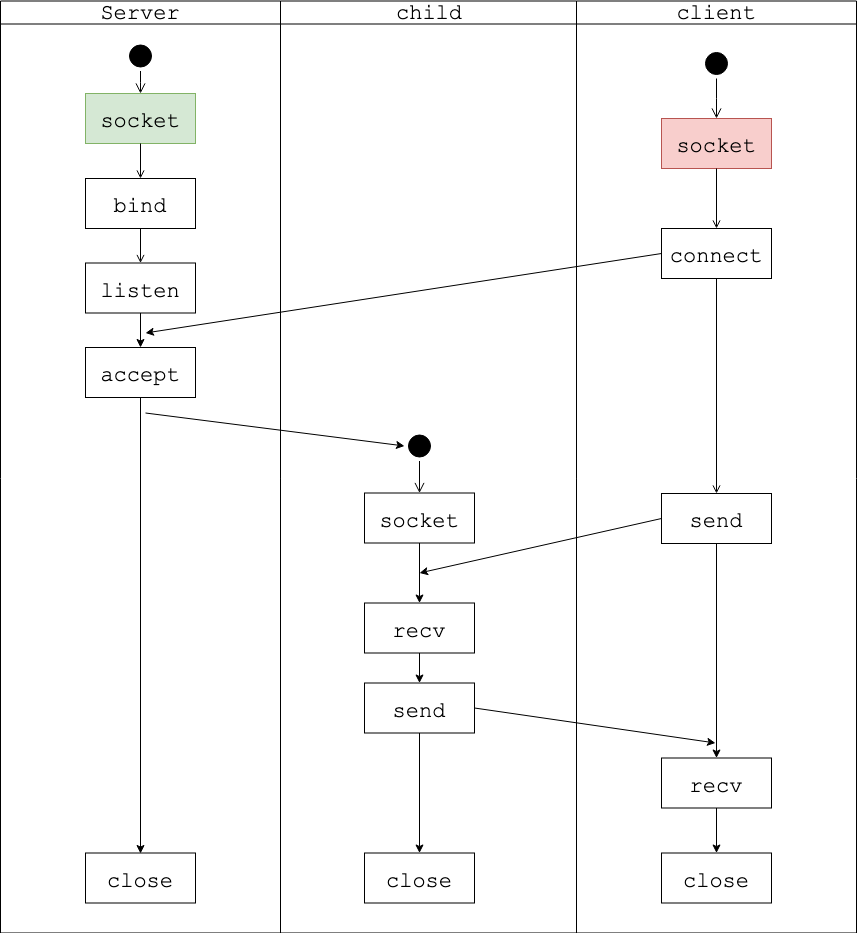 Server
child
client
socket
bind
listen
accept
close
socket
recv
send
close
socket
connect
send
recv
close